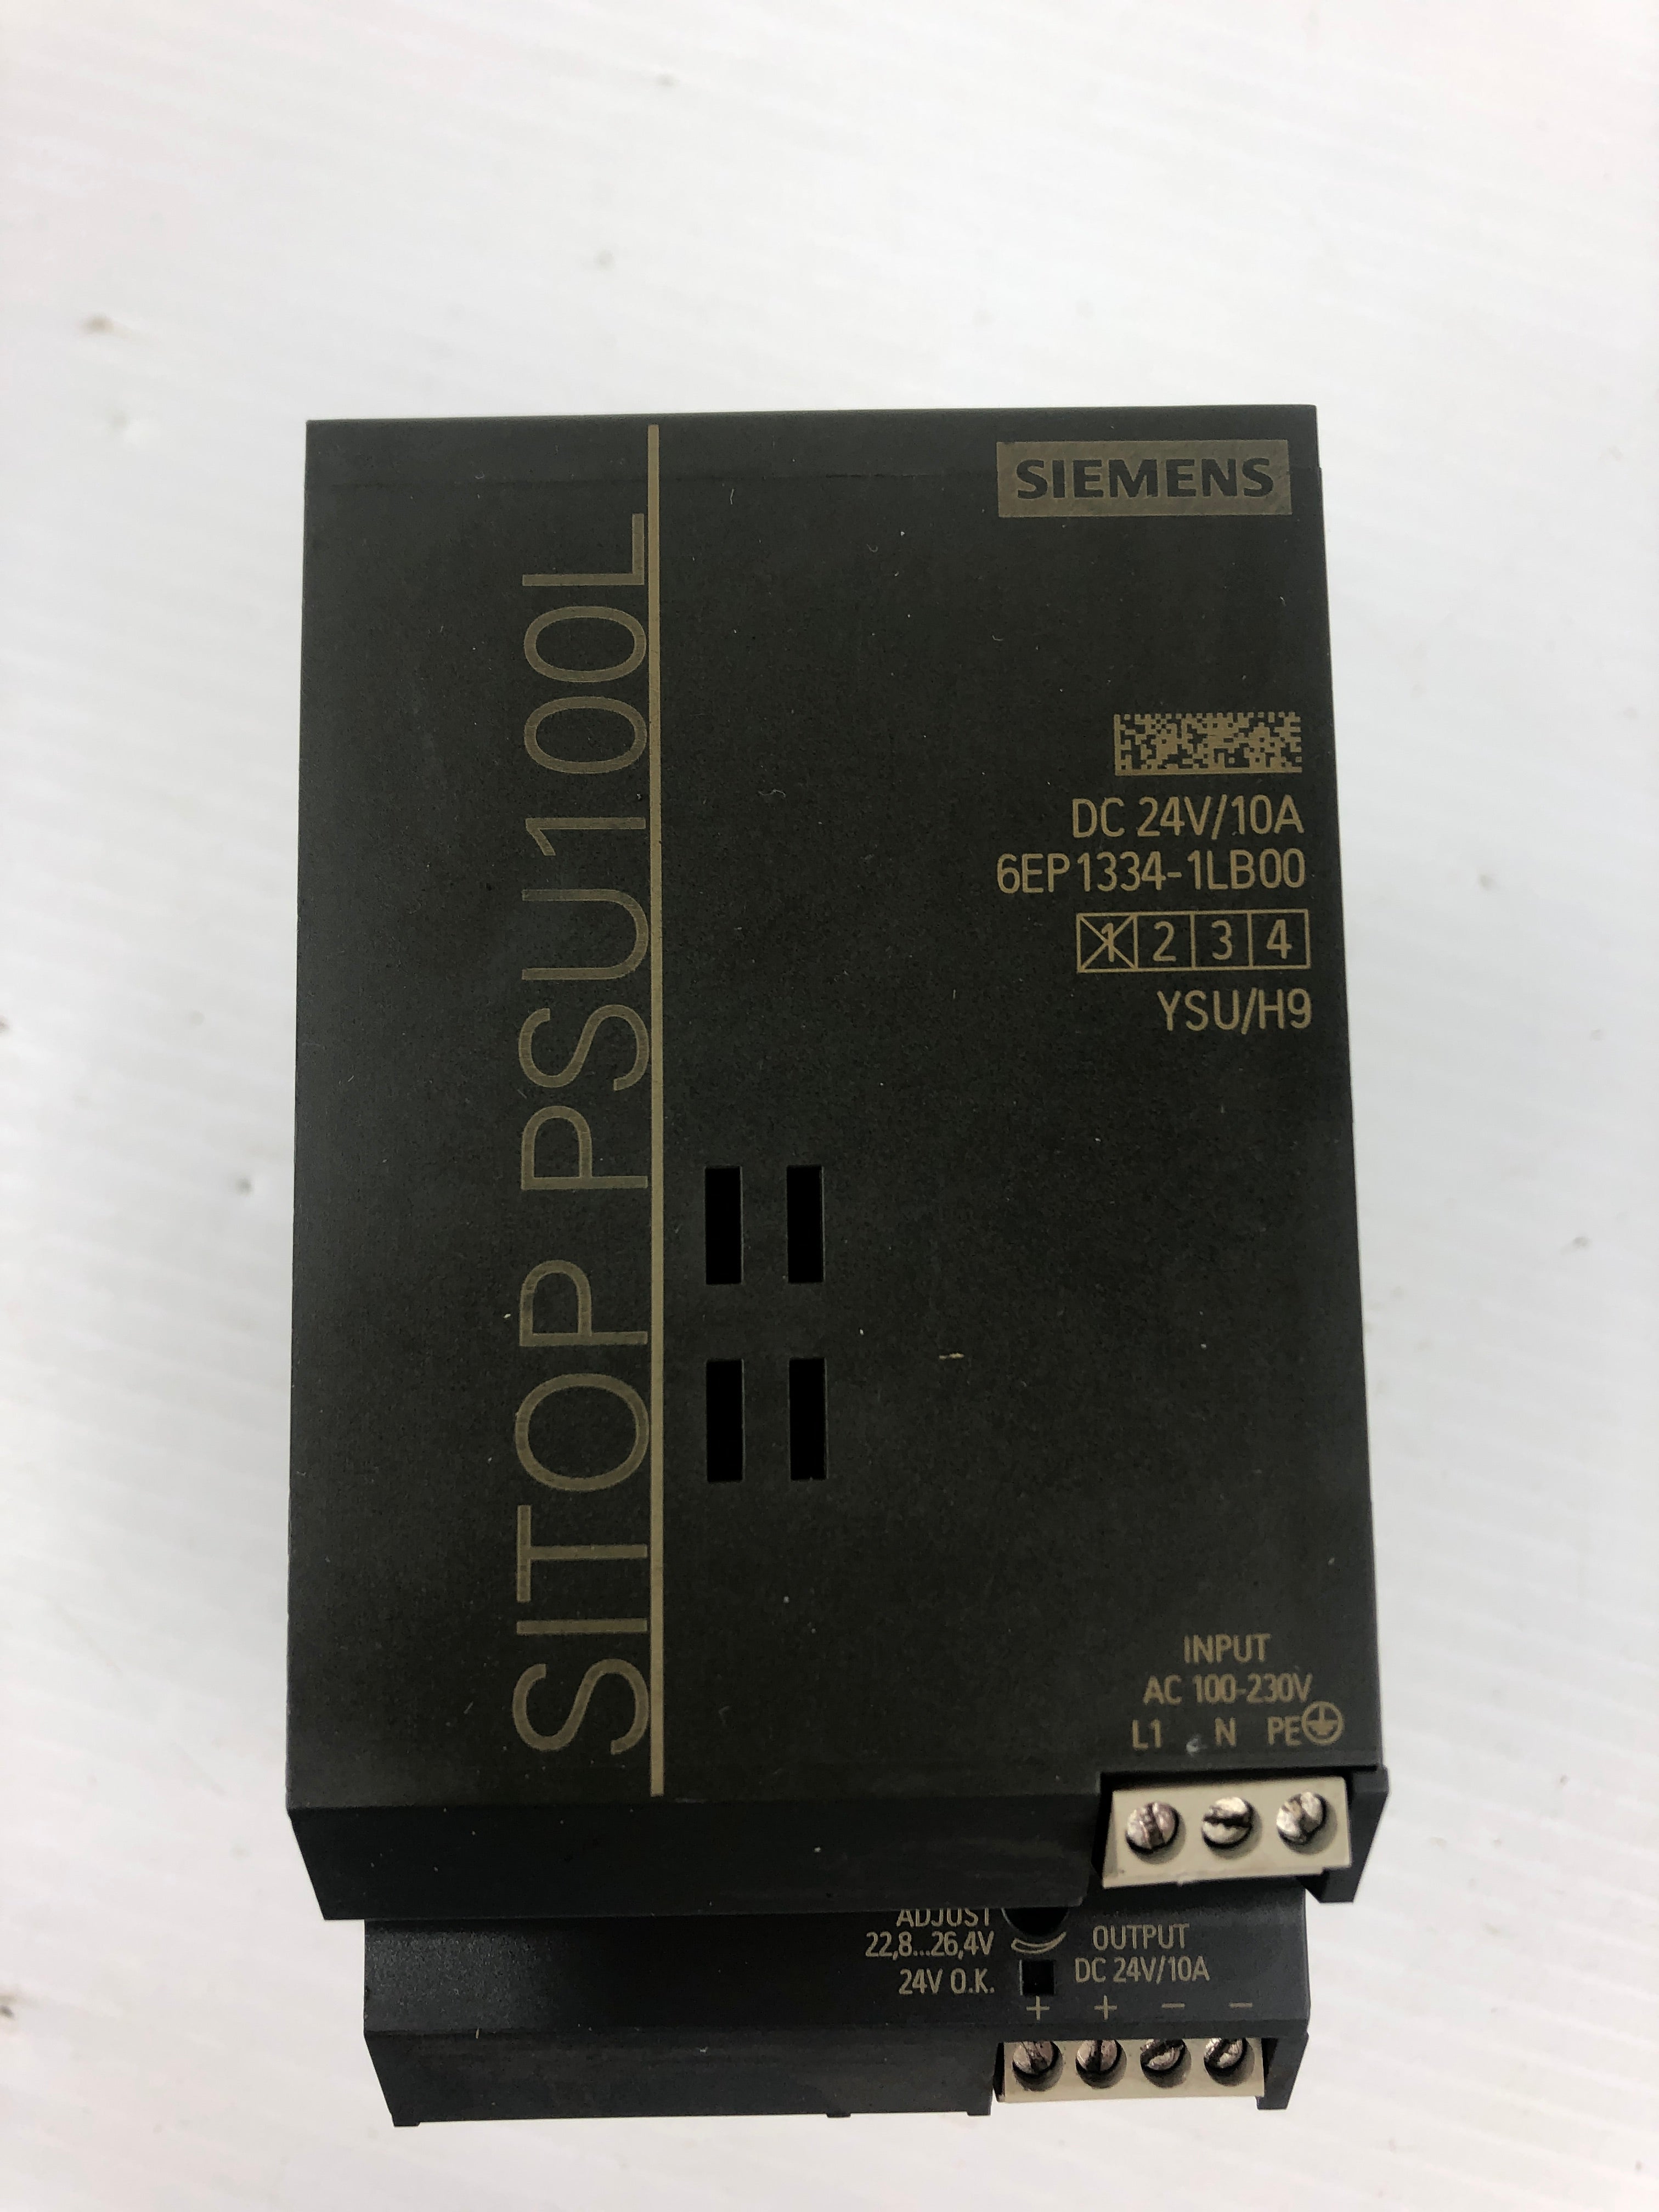 SIEMENS
SITOP PSU100L
DC 24V/10A
6EP1334-1LB00
1 2 3 4
YSU/H9
INPUT
AC 100-230V
L1 N PE
ADJUST
22,8...26,4V
24V O.K.
OUTPUT
DC 24V/10A
+ + − −